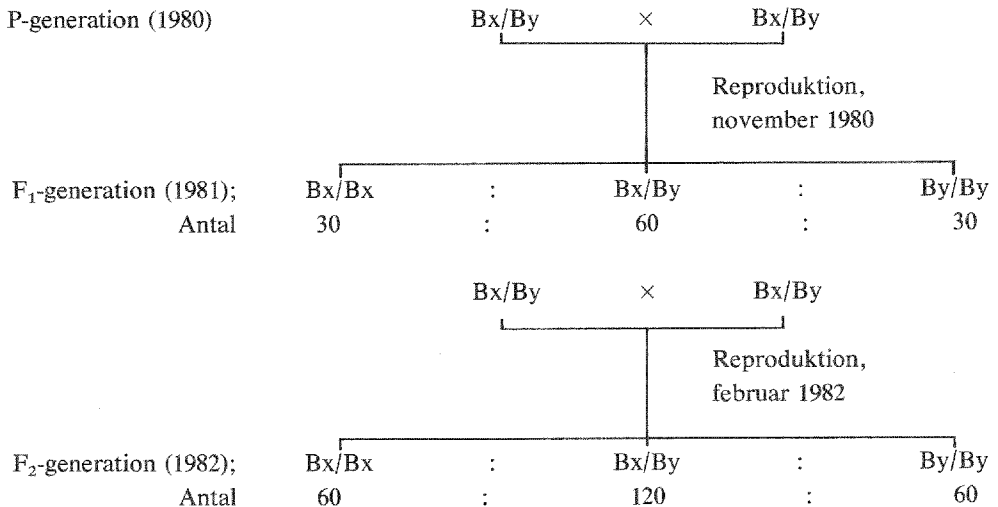 P-generation (1980) Bx/By × Bx/By
Reproduktion,
november 1980
F₁-generation (1981); Bx/Bx : Bx/By : By/By
Antal 30 : 60 : 30
Bx/By × Bx/By
Reproduktion,
februar 1982
F₂-generation (1982); Bx/Bx : Bx/By : By/By
Antal 60 : 120 : 60